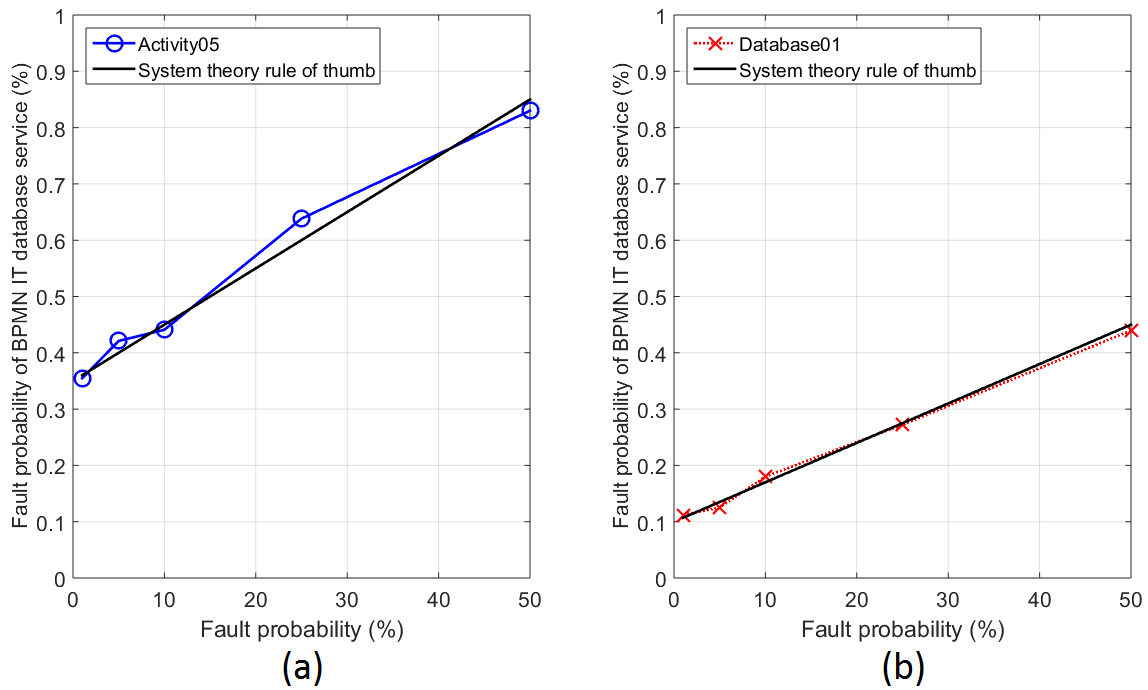 Activity05
System theory rule of thumb
Fault probability of BPMN IT database service (%)
1
0.9
0.8
0.7
0.6
0.5
0.4
0.3
0.2
0.1
0
0 10 20 30 40 50
Fault probability (%)
(a)
Database01
System theory rule of thumb
Fault probability of BPMN IT database service (%)
1
0.9
0.8
0.7
0.6
0.5
0.4
0.3
0.2
0.1
0
0 10 20 30 40 50
Fault probability (%)
(b)